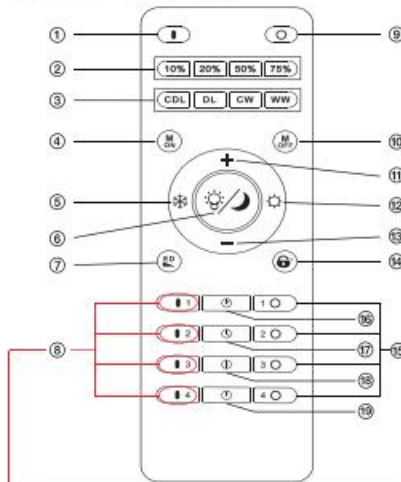 ① ⑨
② 10% 20% 50% 75%
③ CDL DL CW WW
④ M ON M OFF ⑩
⑪
⑤ ⑫
⑥ ⑬
⑦ ED ⑭
1 1
⑯
2 2
⑧ ⑰ ⑮
3 3
⑱
4 4
⑲